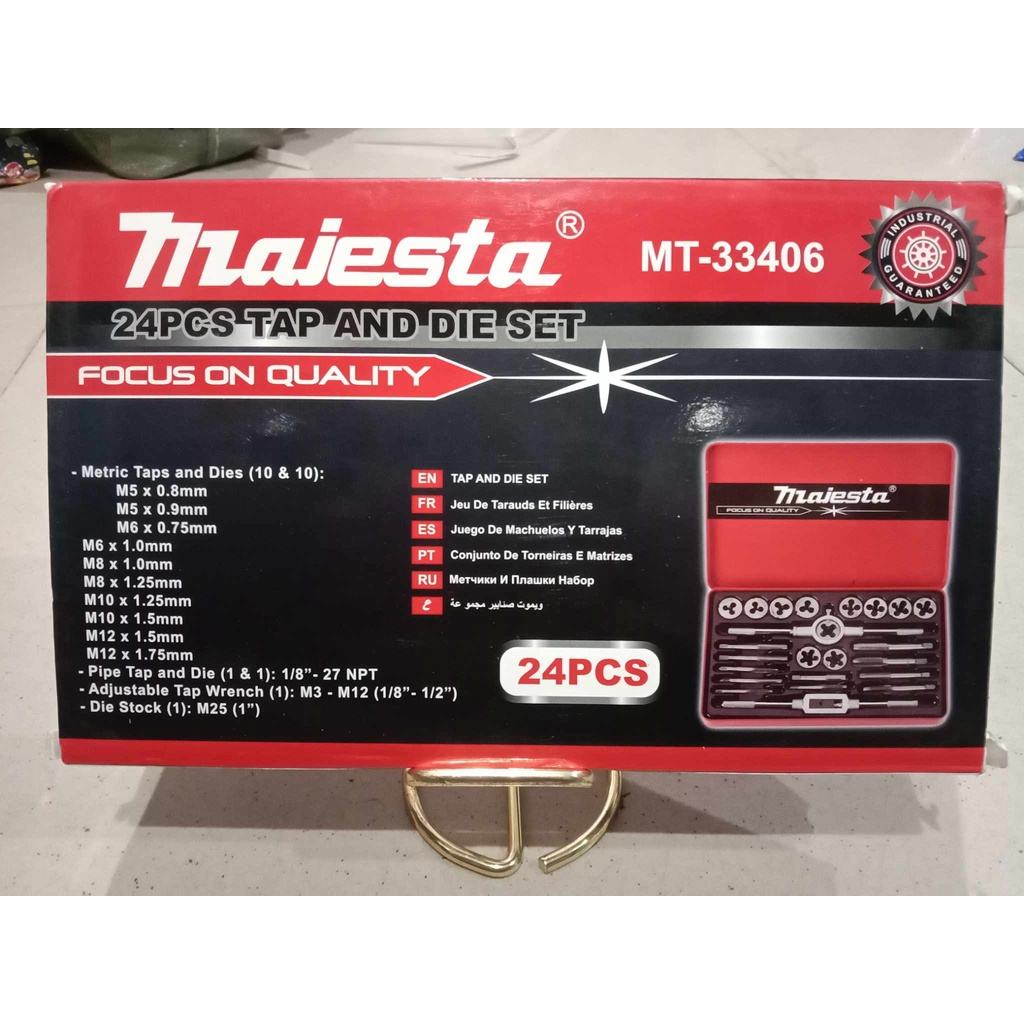 Majesta®
MT-33406
INDUSTRIAL
GUARANTEED
24PCS TAP AND DIE SET
FOCUS ON QUALITY
- Metric Taps and Dies (10 & 10):
M5 x 0.8mm
M5 x 0.9mm
M6 x 0.75mm
M6 x 1.0mm
M8 x 1.0mm
M8 x 1.25mm
M10 x 1.25mm
M10 x 1.5mm
M12 x 1.5mm
M12 x 1.75mm
- Pipe Tap and Die (1 & 1): 1/8”- 27 NPT
- Adjustable Tap Wrench (1): M3 - M12 (1/8”- 1/2”)
- Die Stock (1): M25 (1”)
EN TAP AND DIE SET
FR Jeu De Tarauds Et Filières
ES Juego De Machuelos Y Tarrajas
PT Conjunto De Torneiras E Matrizes
RU Метчики И Плашки Набор
ع ويموت صنابير مجمو عة
24PCS
Majesta®
FOCUS ON QUALITY